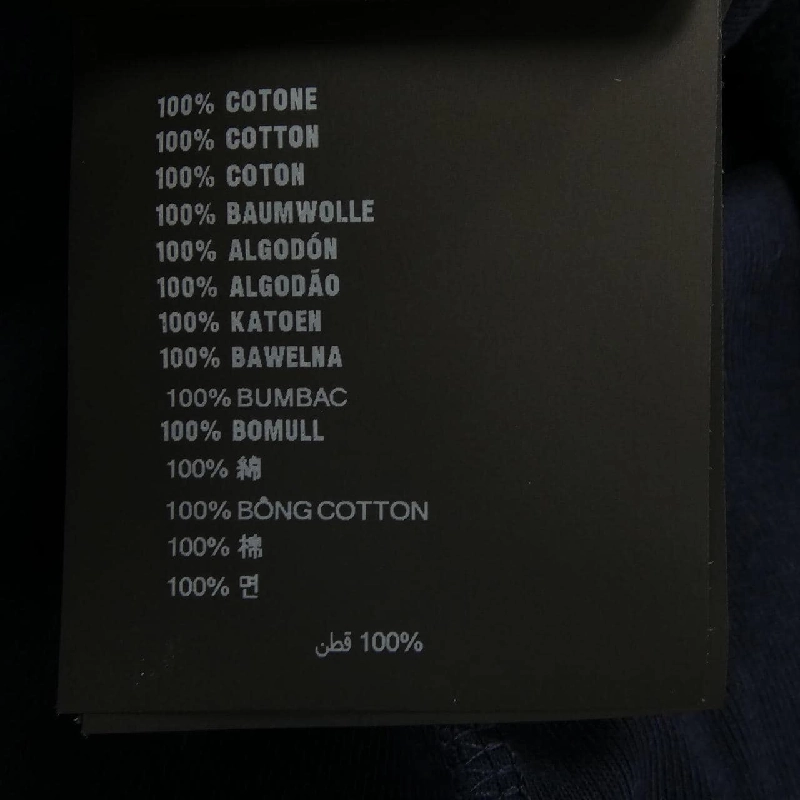 100% COTONE
100% COTTON
100% COTON
100% BAUMWOLLE
100% ALGODÓN
100% ALGODÃO
100% KATOEN
100% BAWELNA
100% BUMBAC
100% BOMULL
100% 綿
100% BÔNG COTTON
100% 棉
100% 면
100% قطن